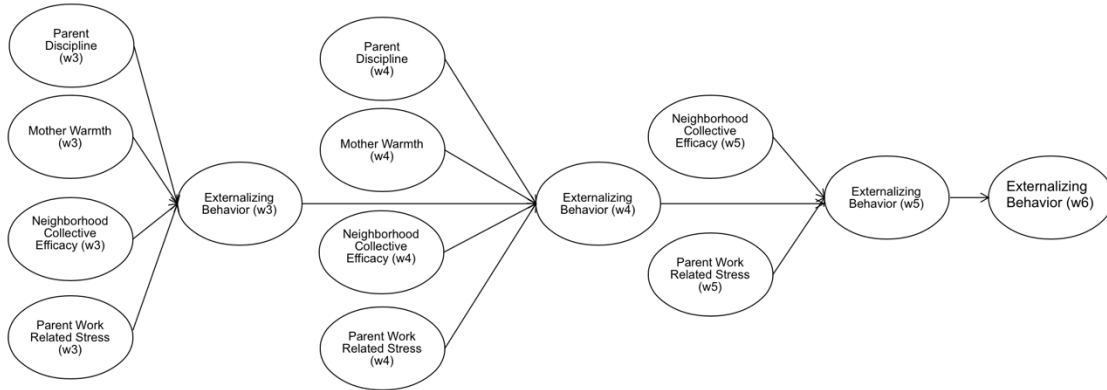 Parent
Discipline
(w3)
Mother Warmth
(w3)
Neighborhood
Collective
Efficacy (w3)
Parent Work
Related Stress
(w3)
Externalizing
Behavior (w3)
Parent
Discipline
(w4)
Mother Warmth
(w4)
Neighborhood
Collective
Efficacy (w4)
Parent Work
Related Stress
(w4)
Externalizing
Behavior (w4)
Neighborhood
Collective
Efficacy (w5)
Parent Work
Related Stress
(w5)
Externalizing
Behavior (w5)
Externalizing
Behavior (w6)